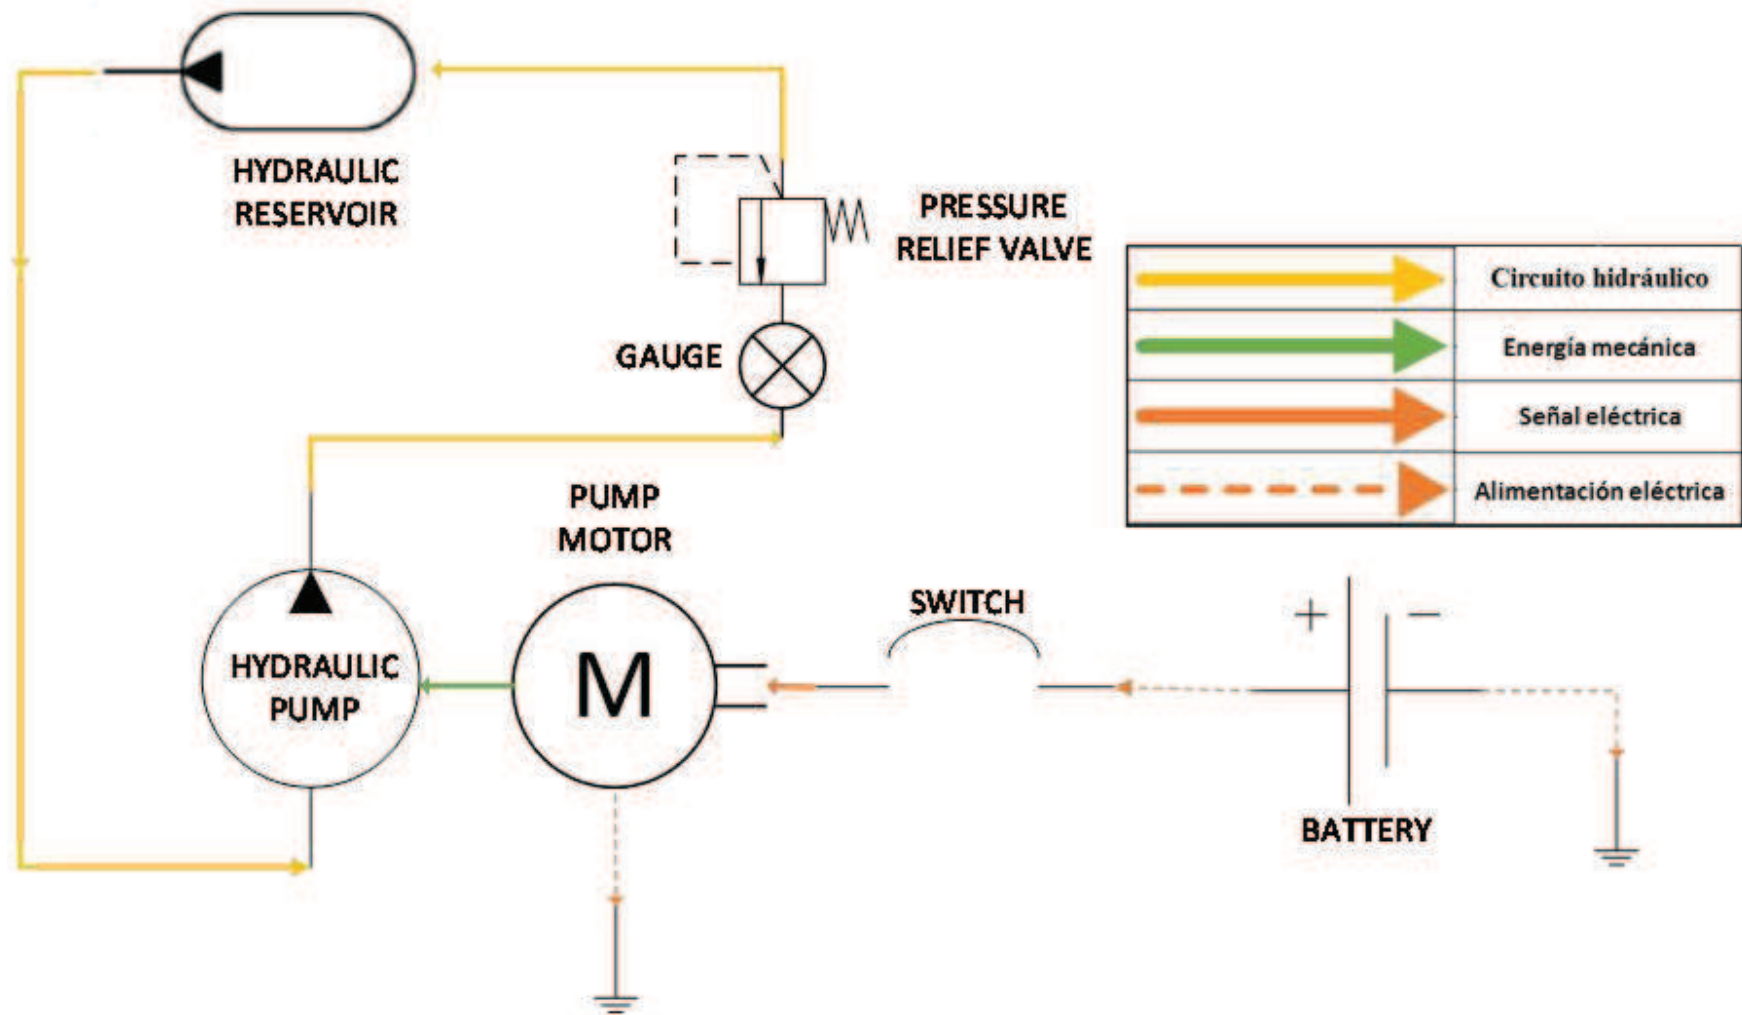 HYDRAULIC
RESERVOIR
PRESSURE
RELIEF VALVE
GAUGE
Circuito hidráulico
Energía mecánica
Señal eléctrica
Alimentación eléctrica
PUMP
MOTOR
SWITCH
HYDRAULIC
PUMP
M
+
−
BATTERY